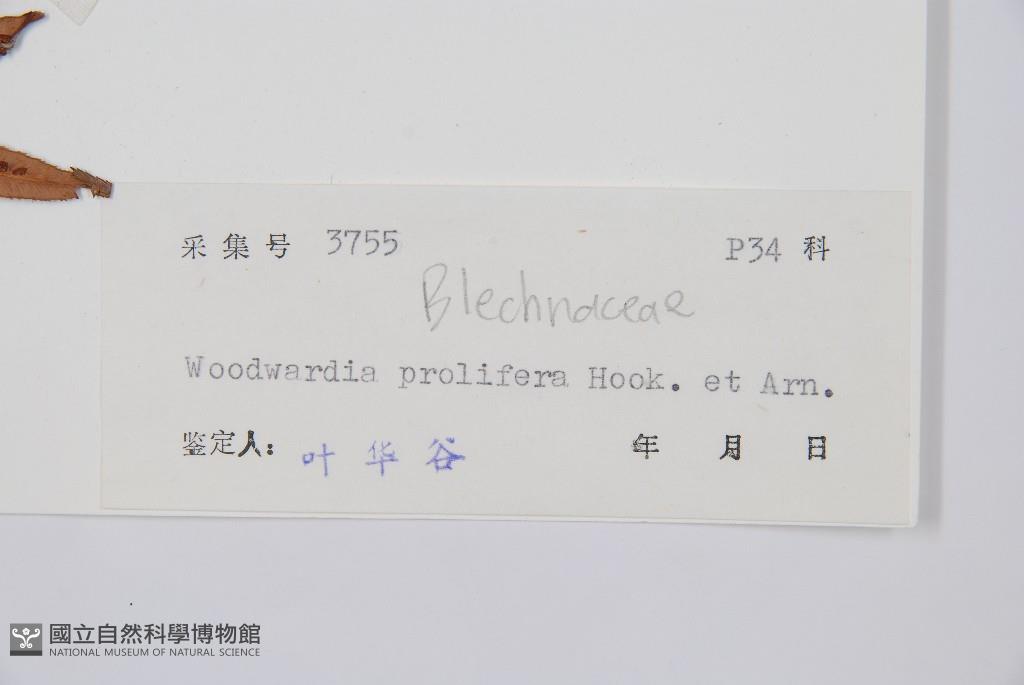 采集号 3755 P34 科
Blechnaceae
Woodwardia prolifera Hook. et Arn.
鉴定人: 叶华谷 年 月 日
國立自然科學博物館
NATIONAL MUSEUM OF NATURAL SCIENCE